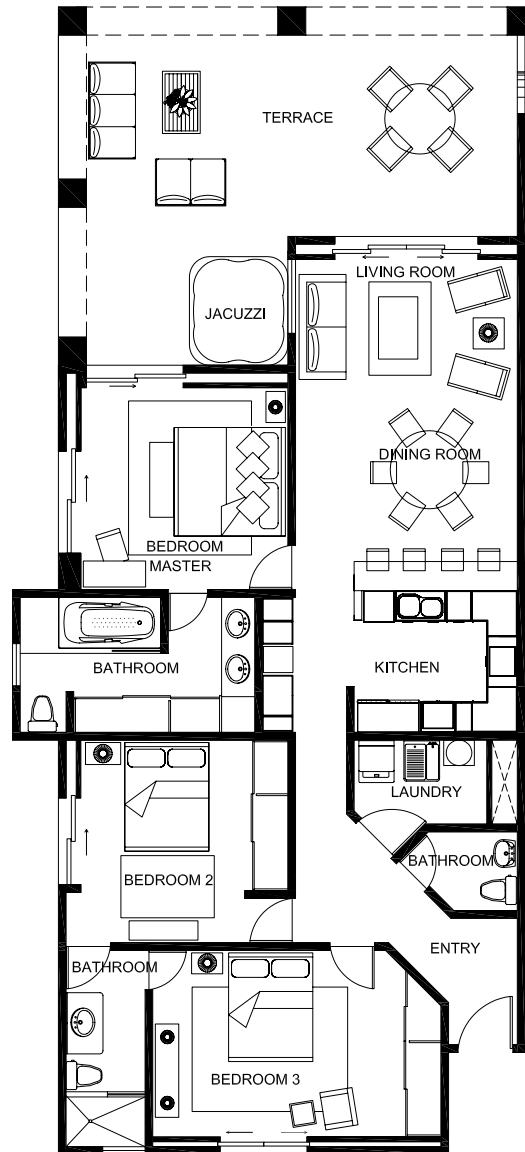 TERRACE
LIVING ROOM
JACUZZI
DINING ROOM
BEDROOM
MASTER
BATHROOM
KITCHEN
LAUNDRY
BATHROOM
BEDROOM 2
ENTRY
BATHROOM
BEDROOM 3